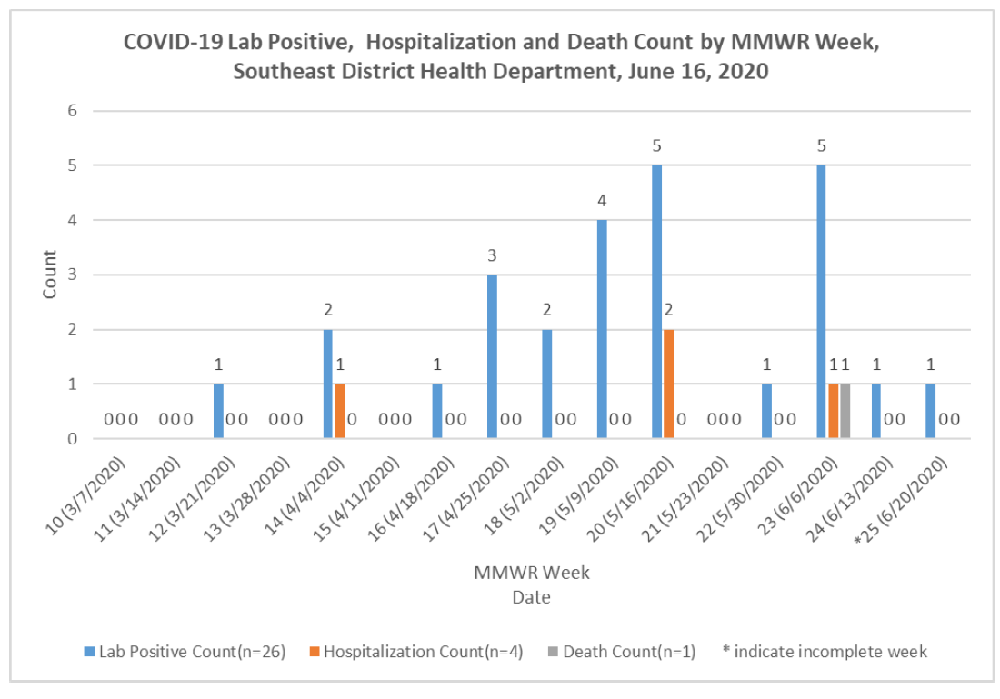 COVID-19 Lab Positive,  Hospitalization and Death Count by MMWR Week,
Southeast District Health Department, June 16, 2020
6
5
4
3
2
1
0
Count
0 0 0
0 0 0
1 0 0
0 0 0
2 1 0
0 0 0
1 0 0
3 0 0
2 0 0
4 0 0
5 2 0
0 0 0
1 0 0
5 1 1
1 0 0
1 0 0
10 (3/7/2020)
11 (3/14/2020)
12 (3/21/2020)
13 (3/28/2020)
14 (4/4/2020)
15 (4/11/2020)
16 (4/18/2020)
17 (4/25/2020)
18 (5/2/2020)
19 (5/9/2020)
20 (5/16/2020)
21 (5/23/2020)
22 (5/30/2020)
23 (6/6/2020)
24 (6/13/2020)
*25 (6/20/2020)
MMWR Week
Date
Lab Positive Count(n=26) Hospitalization Count(n=4) Death Count(n=1) * indicate incomplete week